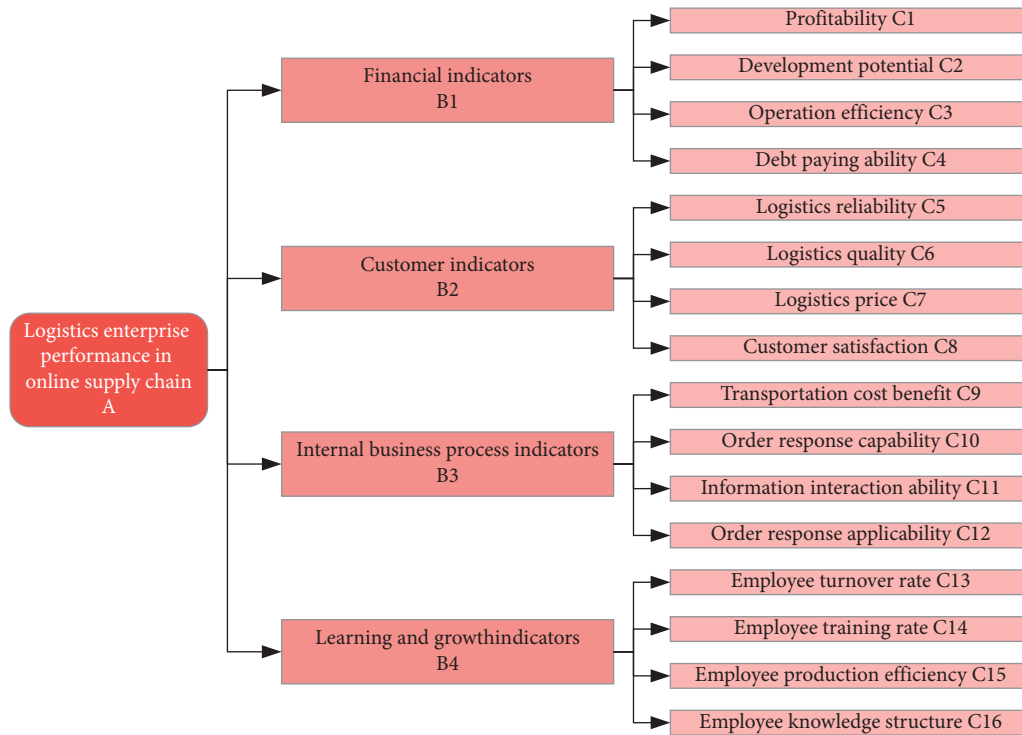 Logistics enterprise
performance in
online supply chain
A
Financial indicators
B1
Profitability C1
Development potential C2
Operation efficiency C3
Debt paying ability C4
Customer indicators
B2
Logistics reliability C5
Logistics quality C6
Logistics price C7
Customer satisfaction C8
Internal business process indicators
B3
Transportation cost benefit C9
Order response capability C10
Information interaction ability C11
Order response applicability C12
Learning and growthindicators
B4
Employee turnover rate C13
Employee training rate C14
Employee production efficiency C15
Employee knowledge structure C16